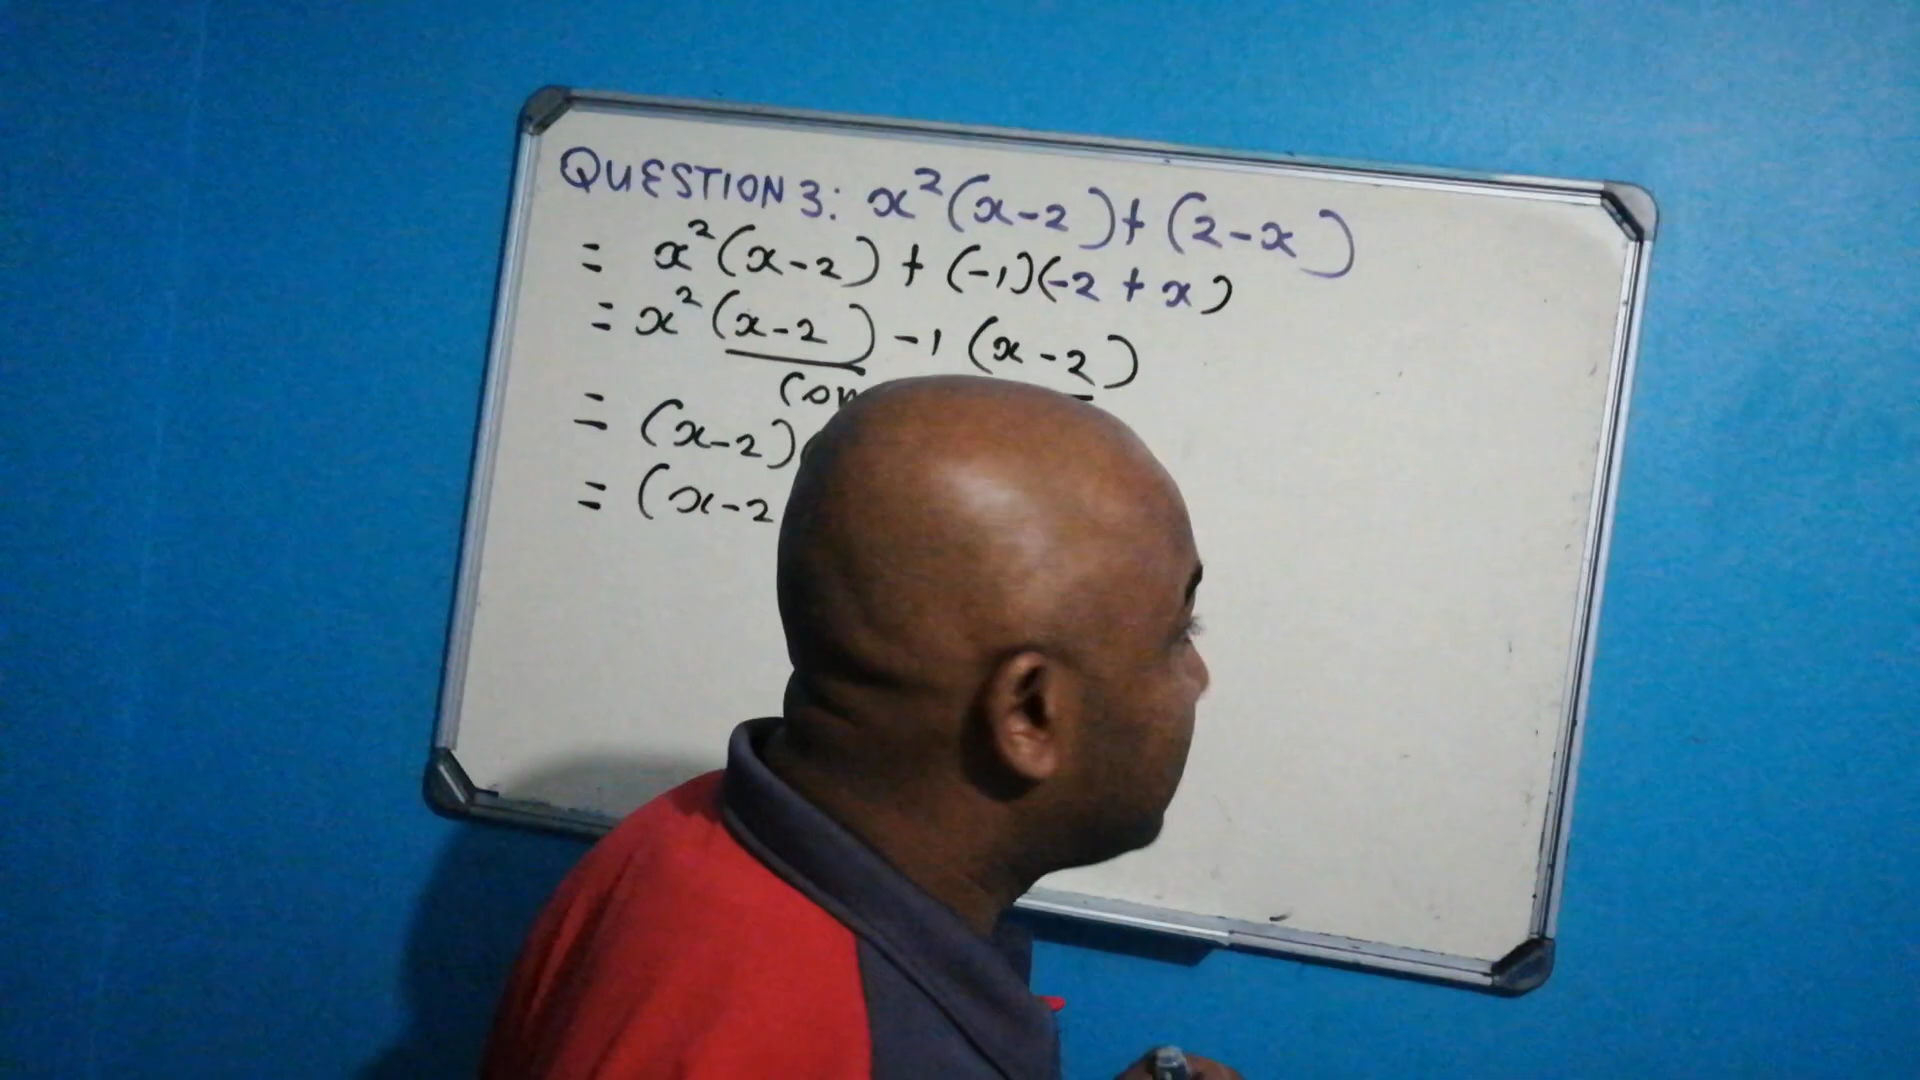 QUESTION 3: x²(x-2)+(2-x)
= x²(x-2) + (-1)(-2 + x)
= x²(x-2) -1 (x-2)
= (x-2)(
= (x-2